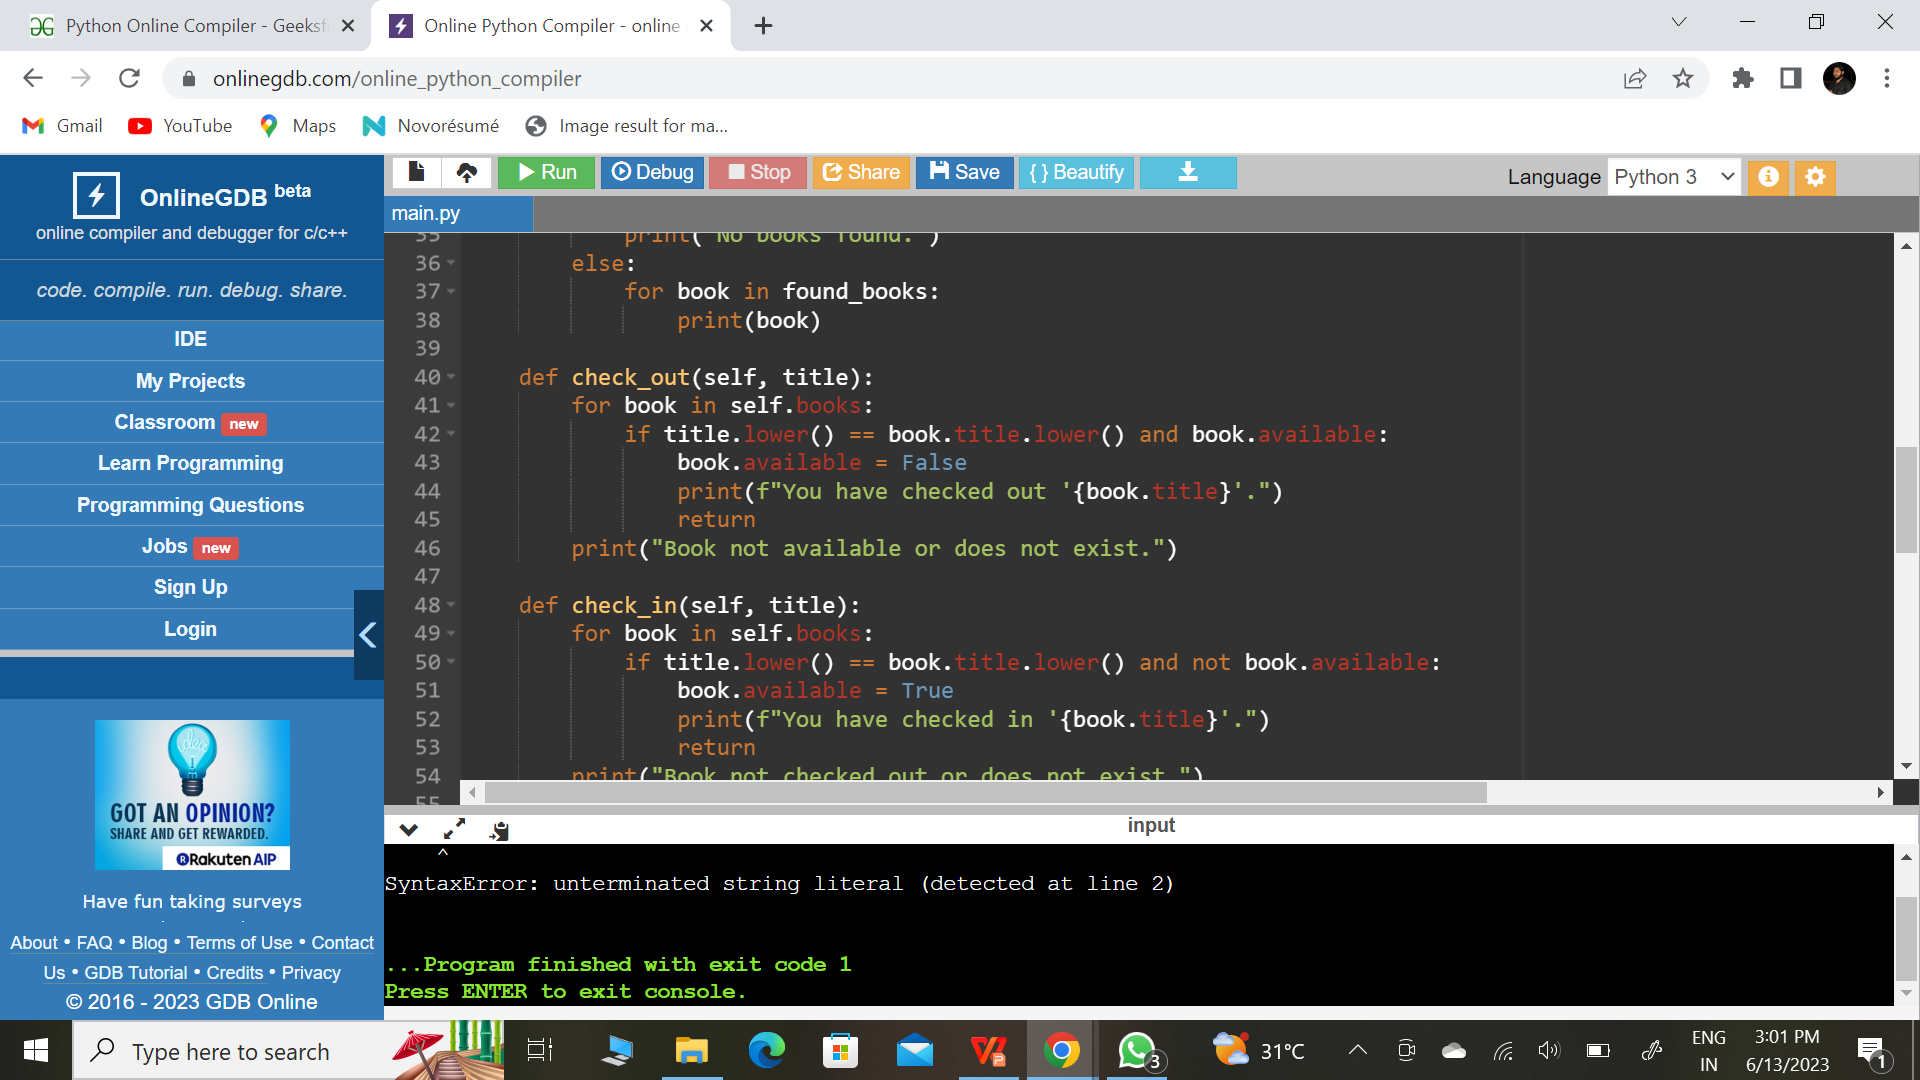 Python Online Compiler - Geeksf
Online Python Compiler - online
onlinegdb.com/online_python_compiler
Gmail
YouTube
Maps
Novorésumé
Image result for ma...
OnlineGDB beta
online compiler and debugger for c/c++
code. compile. run. debug. share.
IDE
My Projects
Classroom new
Learn Programming
Programming Questions
Jobs new
Sign Up
Login
idea
GOT AN OPINION?
SHARE AND GET REWARDED.
Rakuten AIP
Have fun taking surveys
About • FAQ • Blog • Terms of Use • Contact
Us • GDB Tutorial • Credits • Privacy
© 2016 - 2023 GDB Online
Run
Debug
Stop
Share
Save
{ } Beautify
Language
Python 3
main.py
35 print("No books found.")
36 else:
37 for book in found_books:
38 print(book)
39
40 def check_out(self, title):
41 for book in self.books:
42 if title.lower() == book.title.lower() and book.available:
43 book.available = False
44 print(f"You have checked out '{book.title}'.")
45 return
46 print("Book not available or does not exist.")
47
48 def check_in(self, title):
49 for book in self.books:
50 if title.lower() == book.title.lower() and not book.available:
51 book.available = True
52 print(f"You have checked in '{book.title}'.")
53 return
54 print("Book not checked out or does not exist.")
55
input
^
SyntaxError: unterminated string literal (detected at line 2)
...Program finished with exit code 1
Press ENTER to exit console.
Type here to search
3
31°C
ENG
IN
3:01 PM
6/13/2023
1